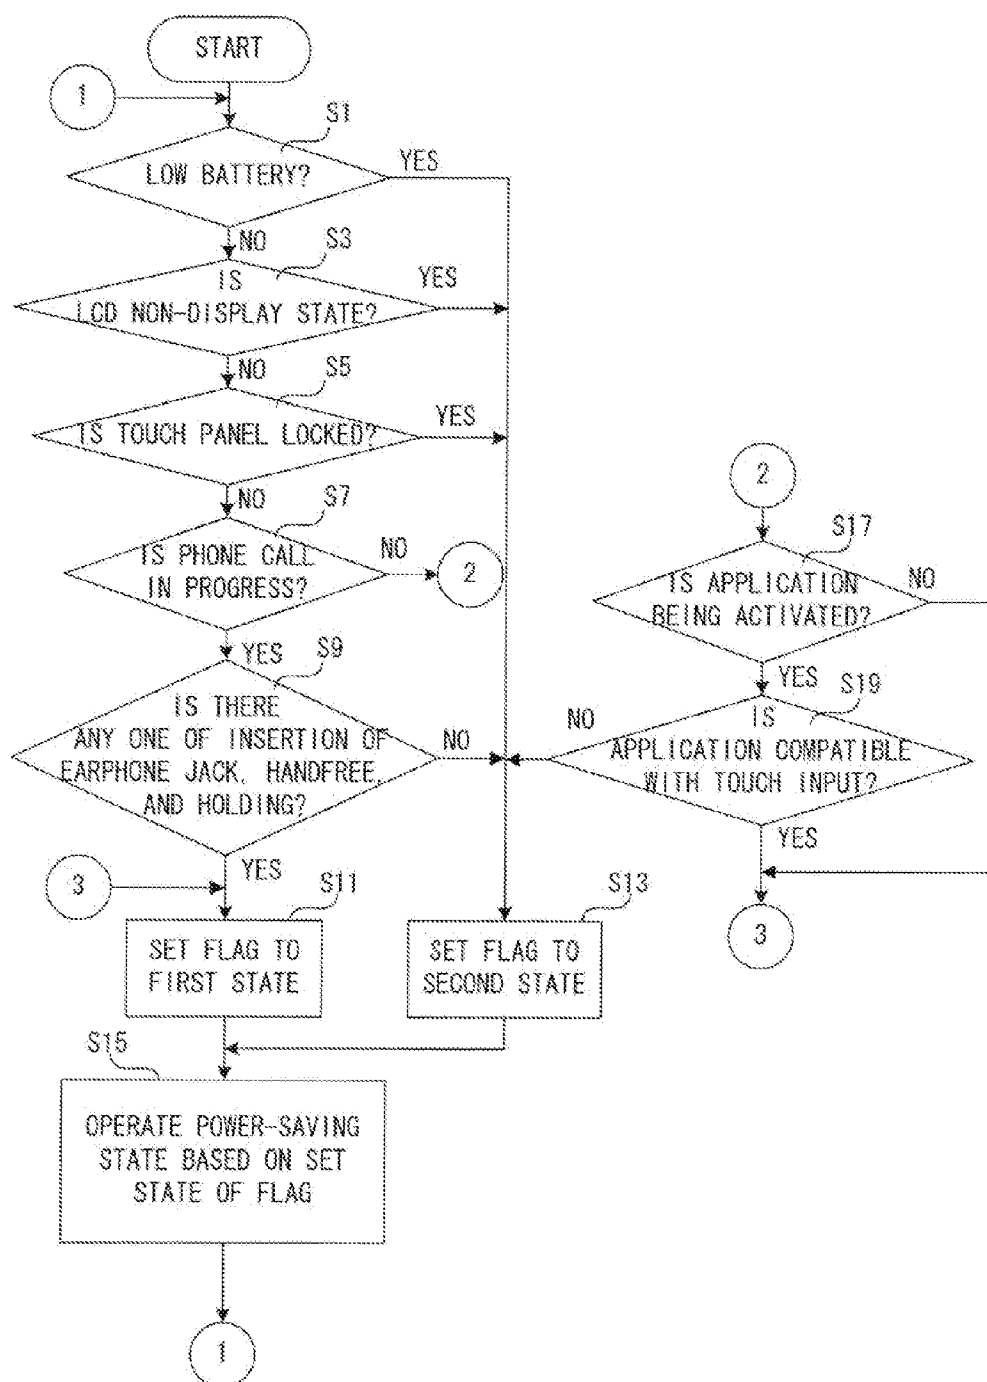 START
1
S1
LOW BATTERY?
YES
NO
S3
IS
LCD NON-DISPLAY STATE?
YES
NO
S5
IS TOUCH PANEL LOCKED?
YES
NO
S7
IS PHONE CALL
IN PROGRESS?
NO
2
YES
S9
IS THERE
ANY ONE OF INSERTION OF
EARPHONE JACK, HANDFREE,
AND HOLDING?
NO
YES
3
S11
SET FLAG TO
FIRST STATE
S13
SET FLAG TO
SECOND STATE
S15
OPERATE POWER-SAVING
STATE BASED ON SET
STATE OF FLAG
1
2
S17
IS APPLICATION
BEING ACTIVATED?
NO
YES
S19
IS
APPLICATION COMPATIBLE
WITH TOUCH INPUT?
NO
YES
3